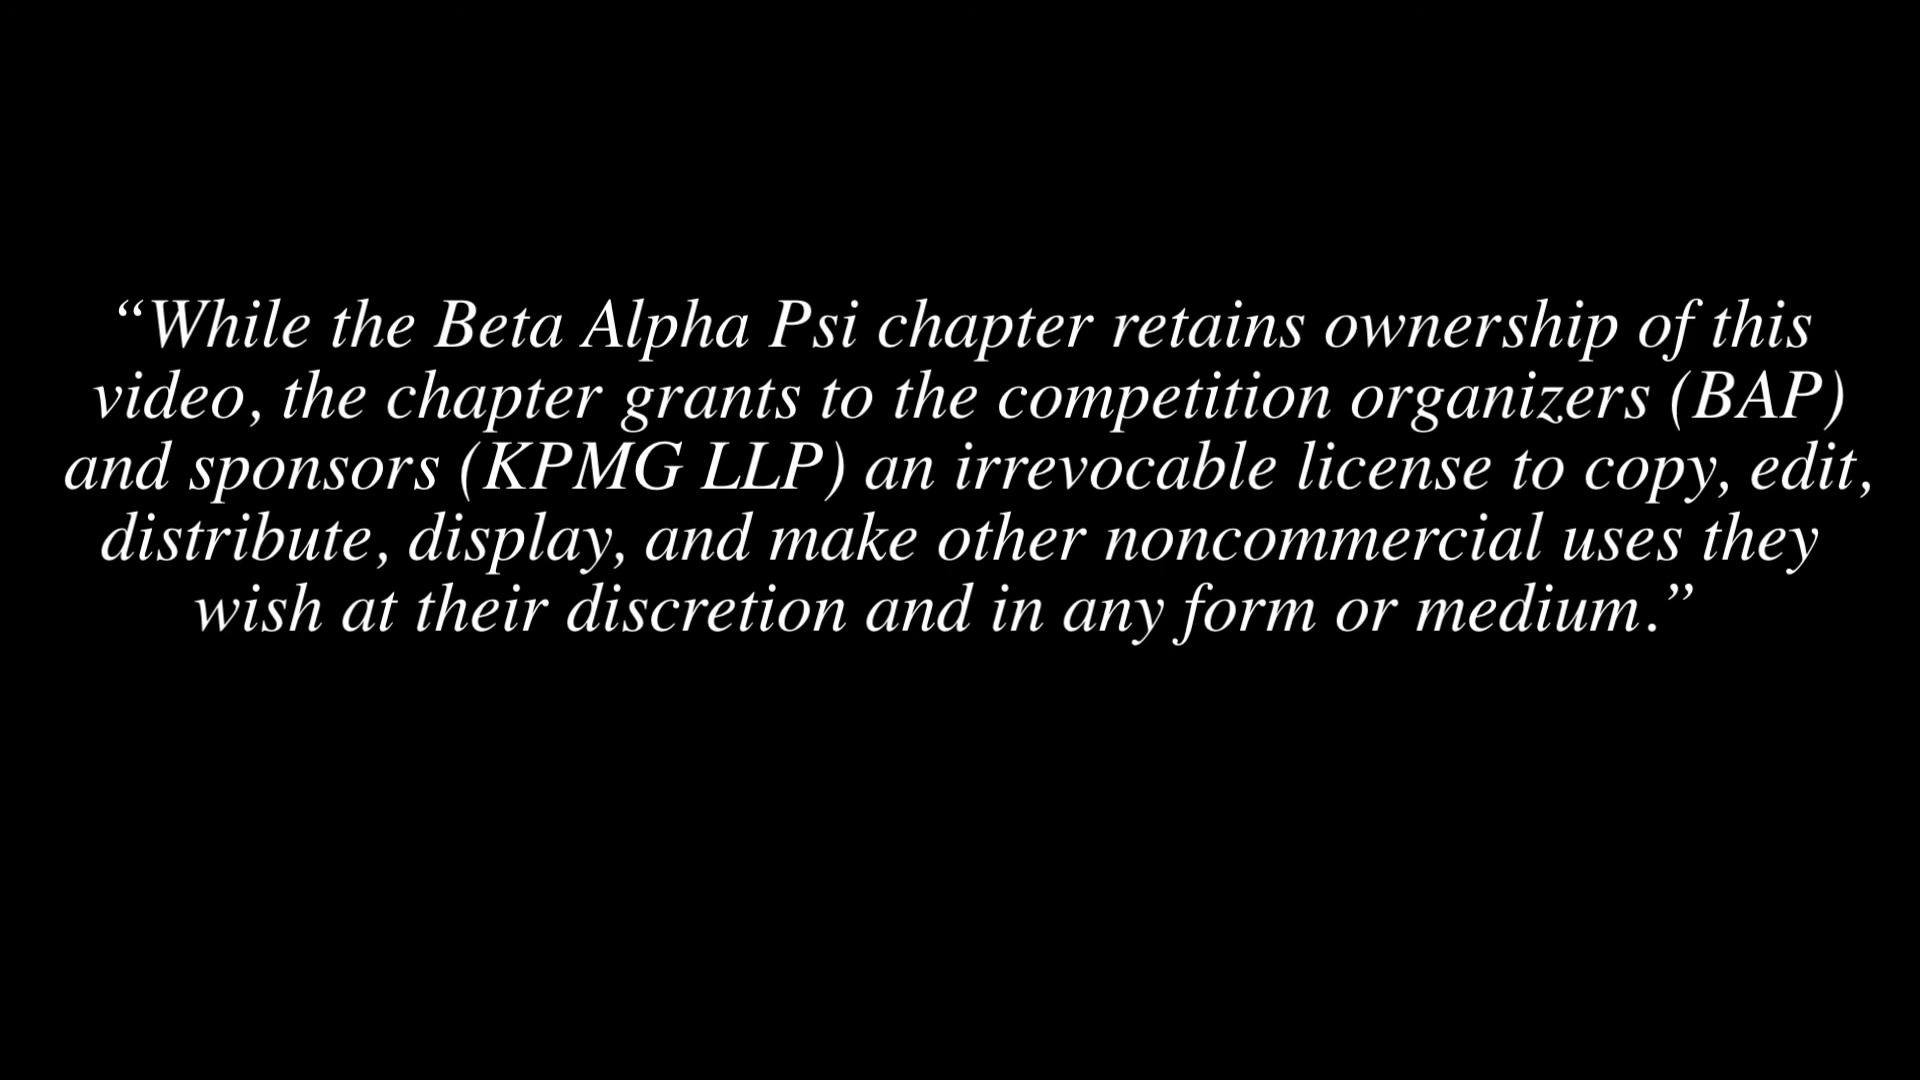 “While the Beta Alpha Psi chapter retains ownership of this
video, the chapter grants to the competition organizers (BAP)
and sponsors (KPMG LLP) an irrevocable license to copy, edit,
distribute, display, and make other noncommercial uses they
wish at their discretion and in any form or medium.”